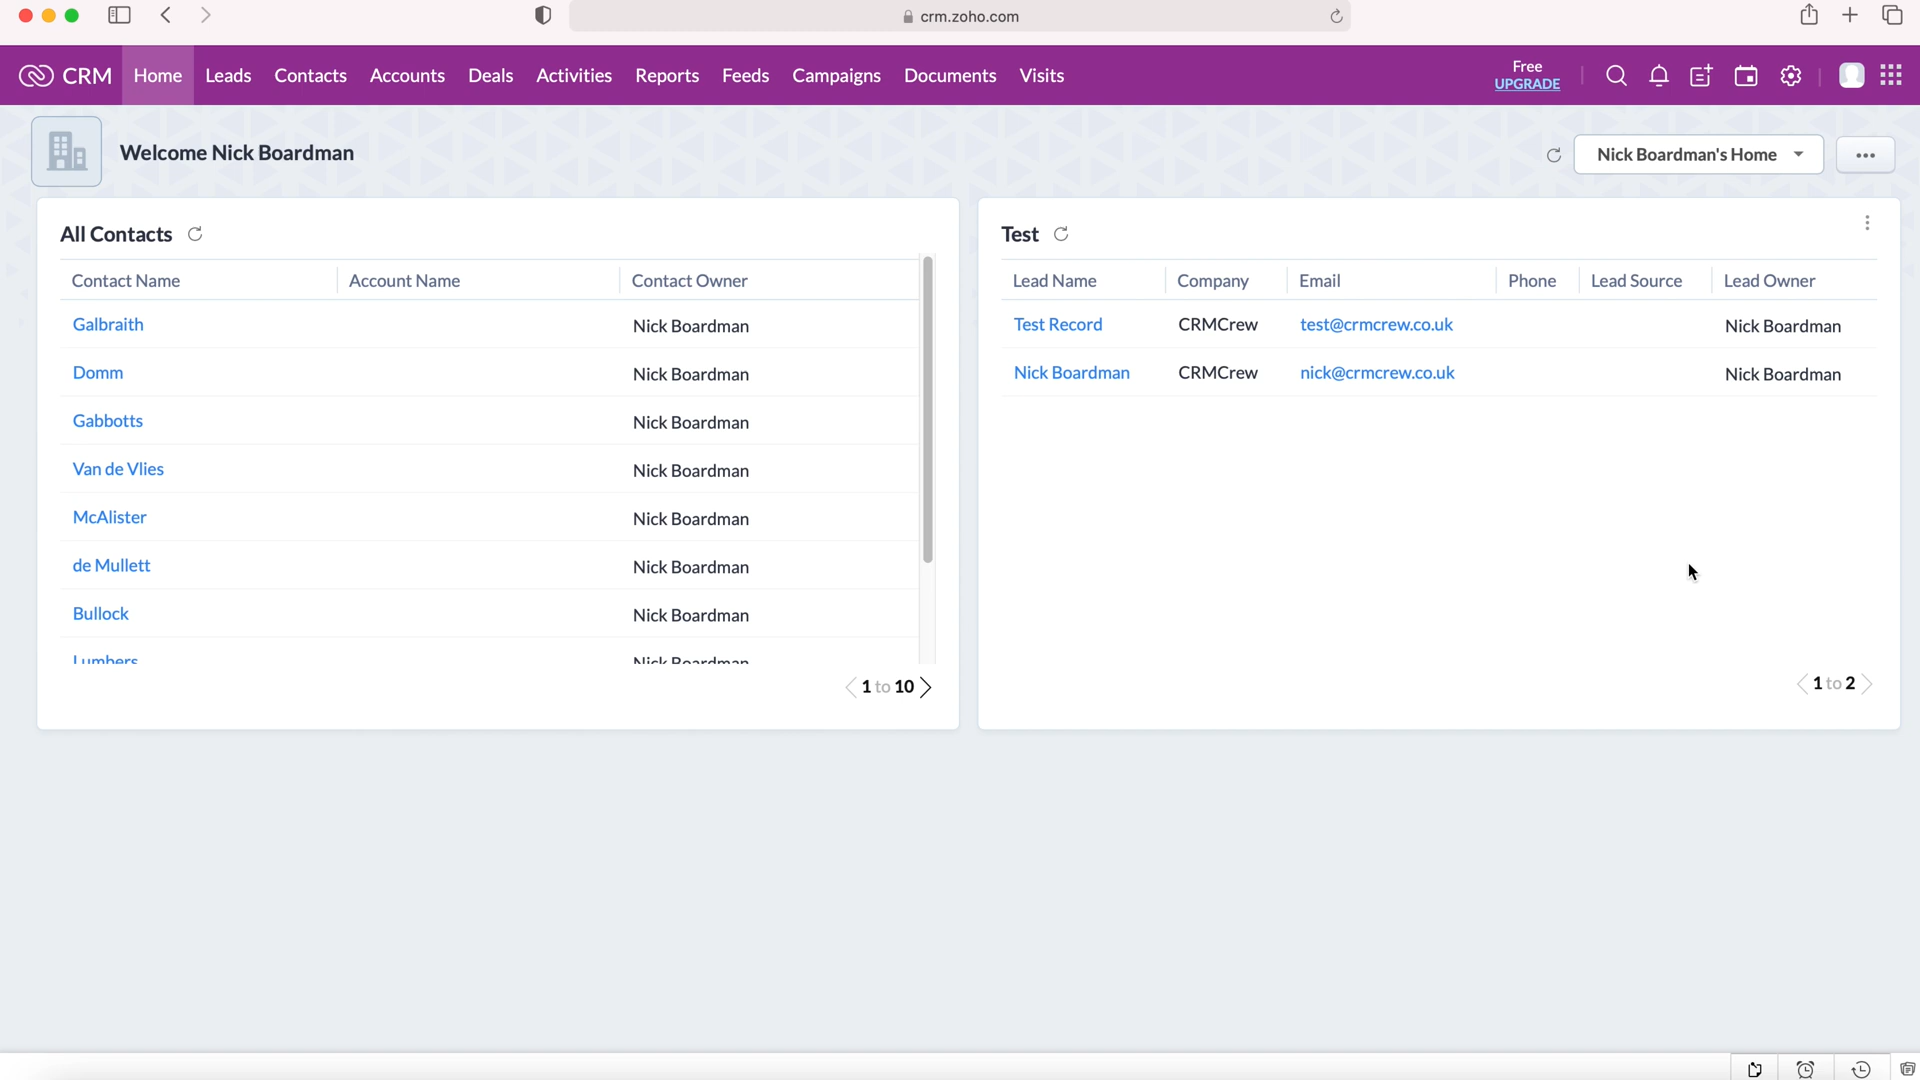 crm.zoho.com
CRM Home Leads Contacts Accounts Deals Activities Reports Feeds Campaigns Documents Visits
Free
UPGRADE
Welcome Nick Boardman
Nick Boardman's Home
All Contacts
Contact Name Account Name Contact Owner
Galbraith Nick Boardman
Domm Nick Boardman
Gabbotts Nick Boardman
Van de Vlies Nick Boardman
McAlister Nick Boardman
de Mullett Nick Boardman
Bullock Nick Boardman
Lumbers Nick Boardman
1 to 10
Test
Lead Name Company Email Phone Lead Source Lead Owner
Test Record CRMCrew test@crmcrew.co.uk Nick Boardman
Nick Boardman CRMCrew nick@crmcrew.co.uk Nick Boardman
1 to 2